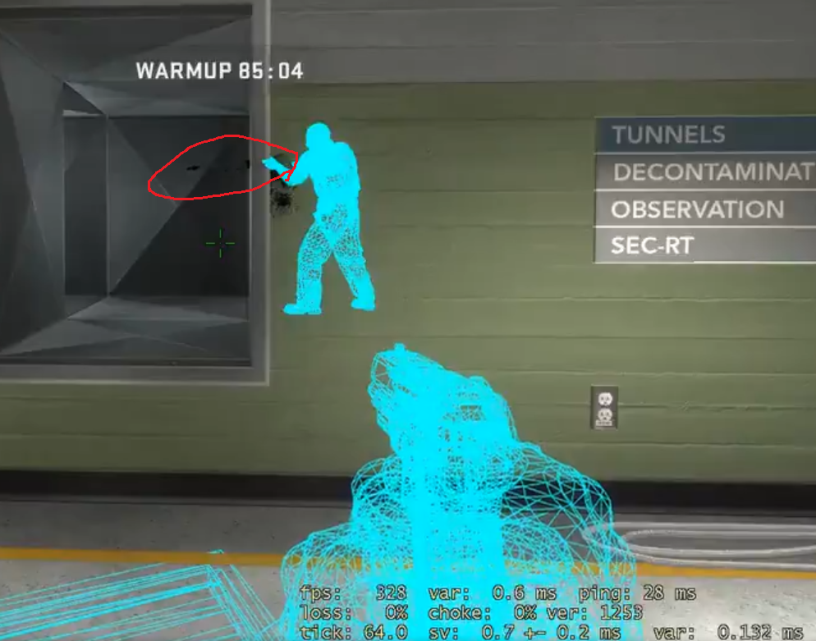 WARMUP 85:04
TUNNELS
DECONTAMINAT
OBSERVATION
SEC-RT
fps: 328 var: 0.6 ms ping: 28 ms
loss: 0% choke: 0% ver: 1253
tick: 64.0 sv: 0.7 +- 0.2 ms var: 0.132 ms